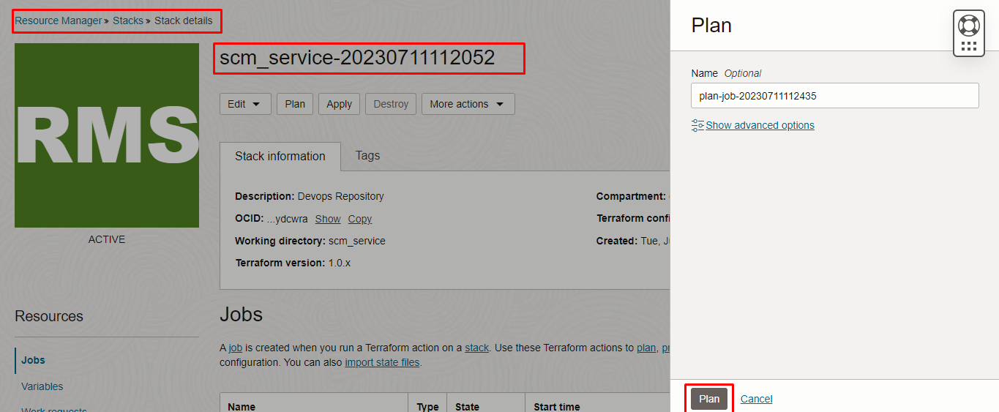 Resource Manager » Stacks » Stack details
RMS
ACTIVE
scm_service-20230711112052
Edit Plan Apply Destroy More actions
Stack information Tags
Description: Devops Repository Compartment:
OCID: ...ydcwra Show Copy Terraform confi
Working directory: scm_service Created: Tue, J
Terraform version: 1.0.x
Resources
Jobs
Variables
Work requests
Jobs
A job is created when you run a Terraform action on a stack. Use these Terraform actions to plan, pr
configuration. You can also import state files.
Name Type State Start time
Plan
Name Optional
plan-job-20230711112435
Show advanced options
Plan Cancel